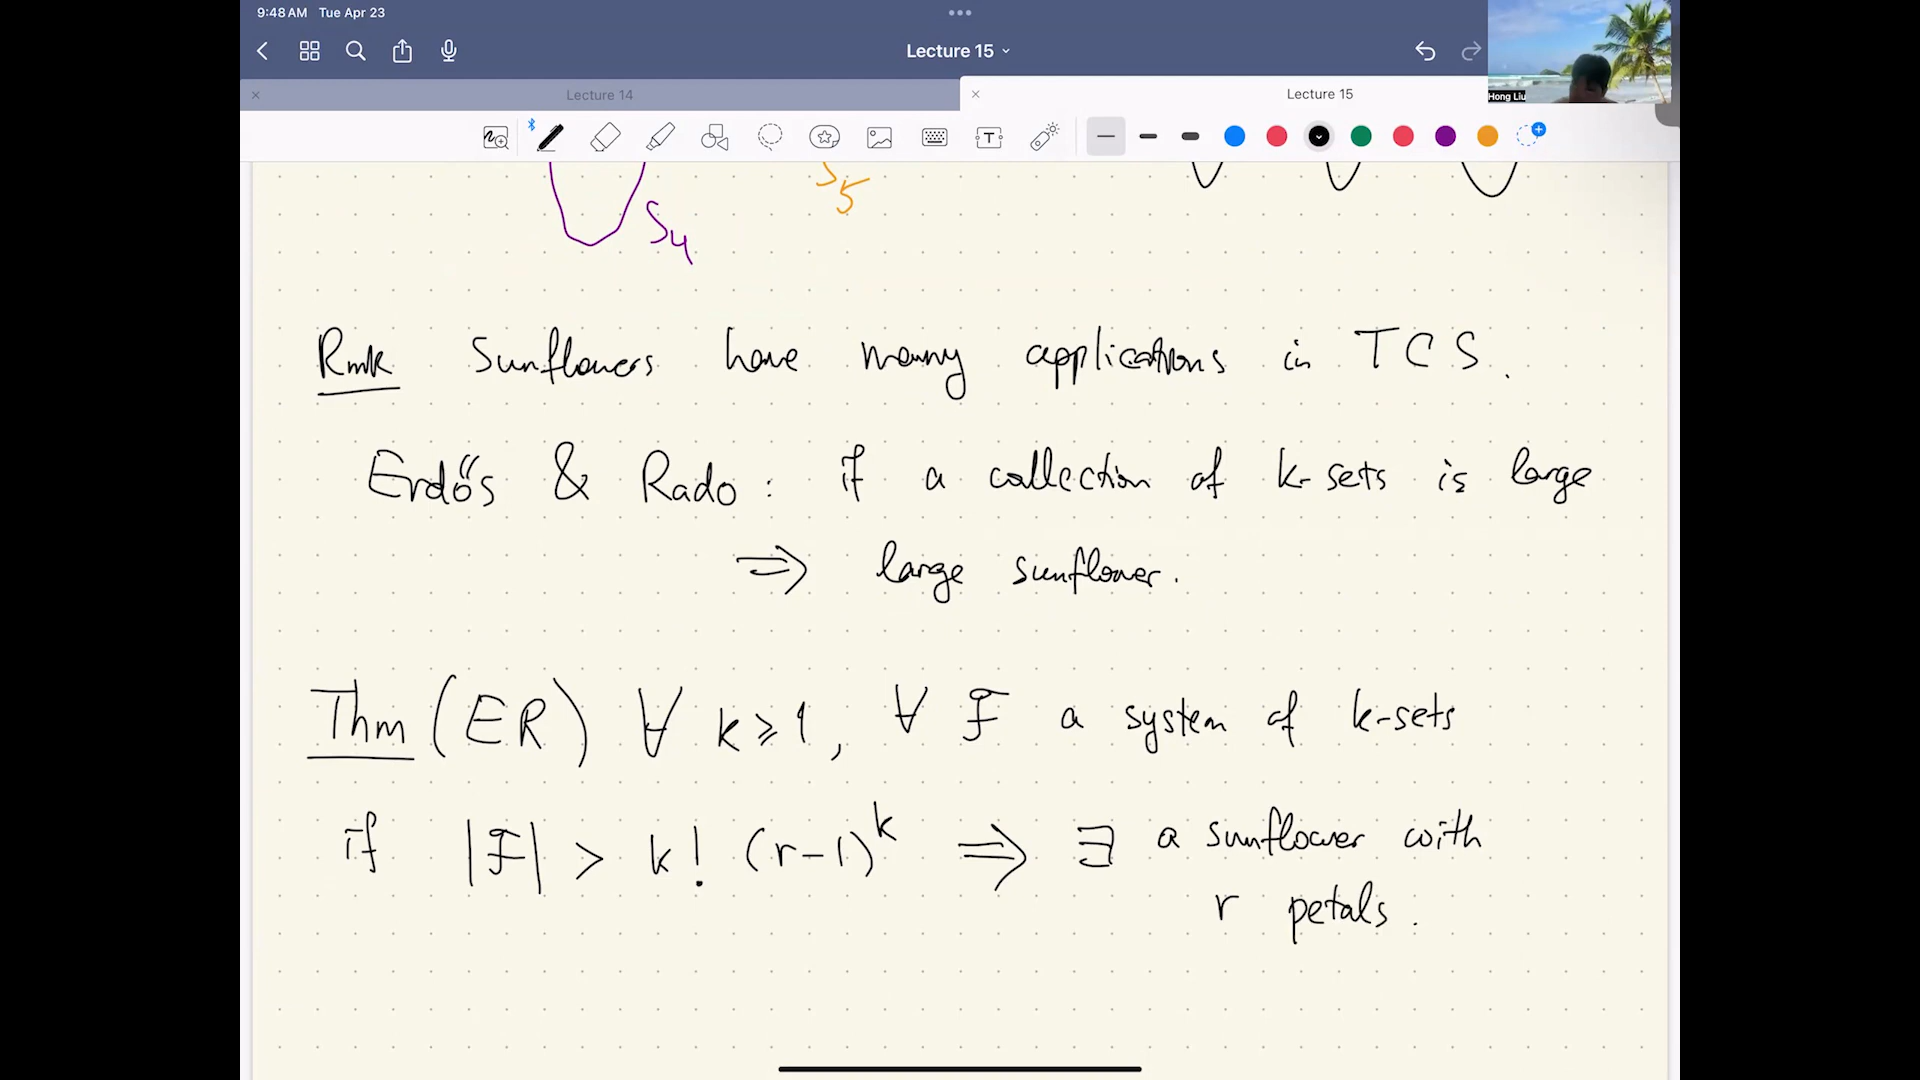 9:48 AM Tue Apr 23
Lecture 15
Hong Liu
Lecture 14
Lecture 15
S4
S5
Rmk Sunflowers have many applications in TCS.
Erdős & Rado: if a collection of k-sets is large
⇒ large sunflower.
Thm (ER) ∀ k ≥ 1, ∀ F a system of k-sets
if |F| > k! (r-1)^k ⇒ ∃ a sunflower with
r petals.